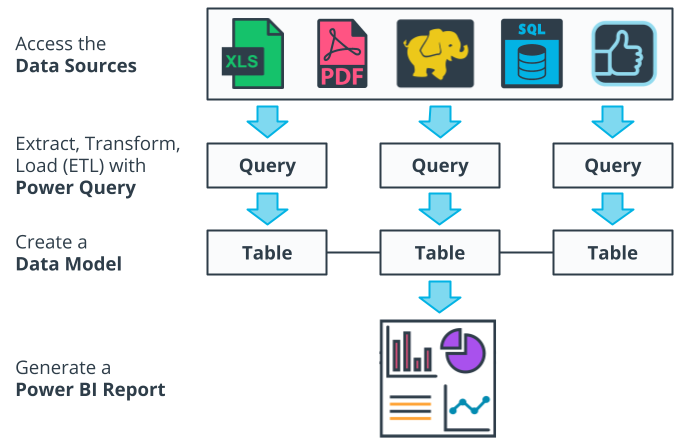 Access the
Data Sources
XLS
PDF
SQL
Extract, Transform,
Load (ETL) with
Power Query
Query
Query
Query
Create a
Data Model
Table
Table
Table
Generate a
Power BI Report